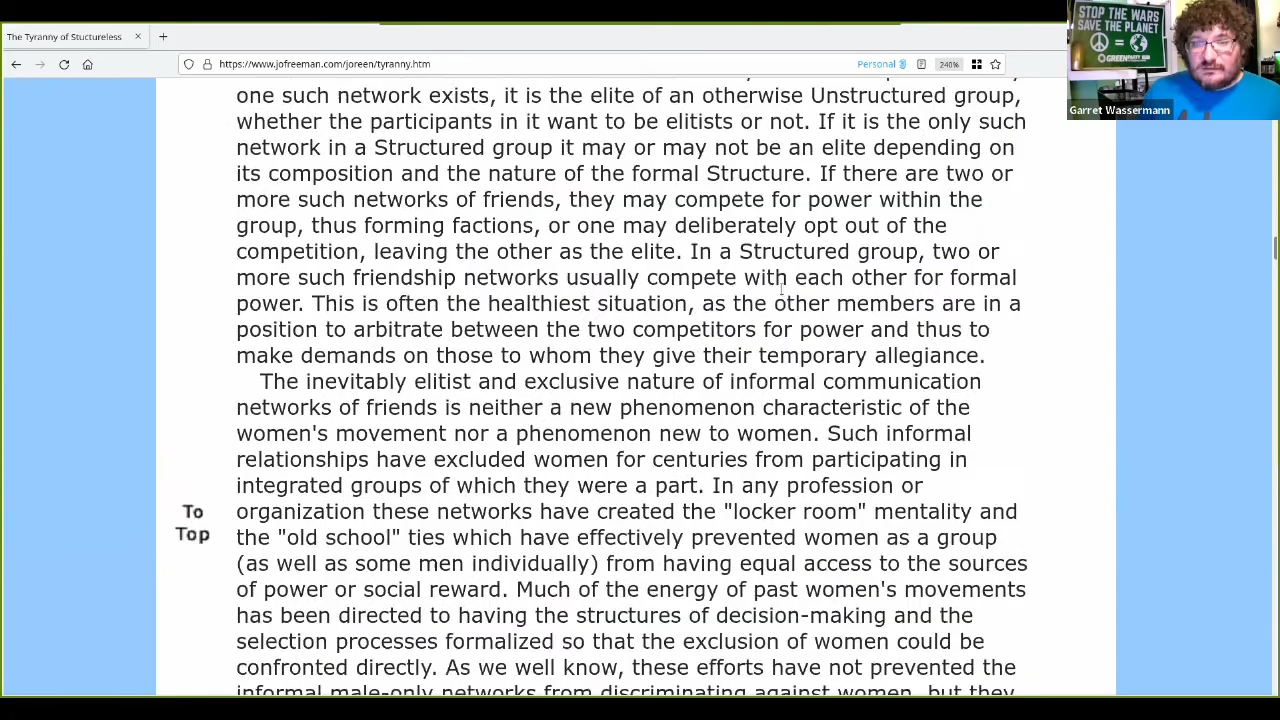 The Tyranny of Stuctureless
https://www.jofreeman.com/joreen/tyranny.htm
Personal
240%
STOP THE WARS
SAVE THE PLANET
=
GREEN PARTY
Garret Wassermann
one such network exists, it is the elite of an otherwise Unstructured group,
whether the participants in it want to be elitists or not. If it is the only such
network in a Structured group it may or may not be an elite depending on
its composition and the nature of the formal Structure. If there are two or
more such networks of friends, they may compete for power within the
group, thus forming factions, or one may deliberately opt out of the
competition, leaving the other as the elite. In a Structured group, two or
more such friendship networks usually compete with each other for formal
power. This is often the healthiest situation, as the other members are in a
position to arbitrate between the two competitors for power and thus to
make demands on those to whom they give their temporary allegiance.
The inevitably elitist and exclusive nature of informal communication
networks of friends is neither a new phenomenon characteristic of the
women's movement nor a phenomenon new to women. Such informal
relationships have excluded women for centuries from participating in
integrated groups of which they were a part. In any profession or
organization these networks have created the "locker room" mentality and
the "old school" ties which have effectively prevented women as a group
(as well as some men individually) from having equal access to the sources
of power or social reward. Much of the energy of past women's movements
has been directed to having the structures of decision-making and the
selection processes formalized so that the exclusion of women could be
confronted directly. As we well know, these efforts have not prevented the
informal male-only networks from discriminating against women, but they
To
Top